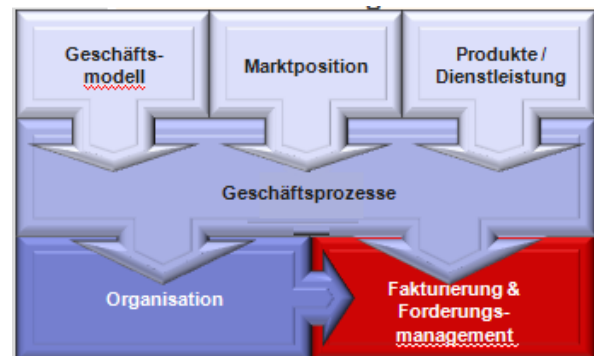 Geschäfts-
modell
Marktposition
Produkte /
Dienstleistung
Geschäftsprozesse
Organisation
Fakturierung &
Forderungs-
management